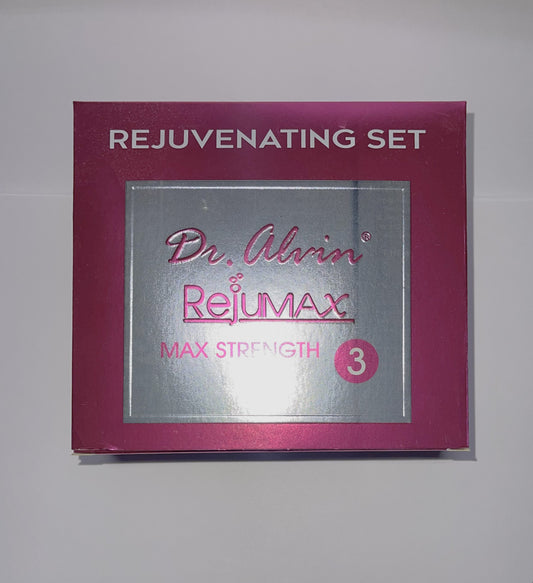 REJUVENATING SET
Dr. Alvin®
RejuMAX
MAX STRENGTH 3